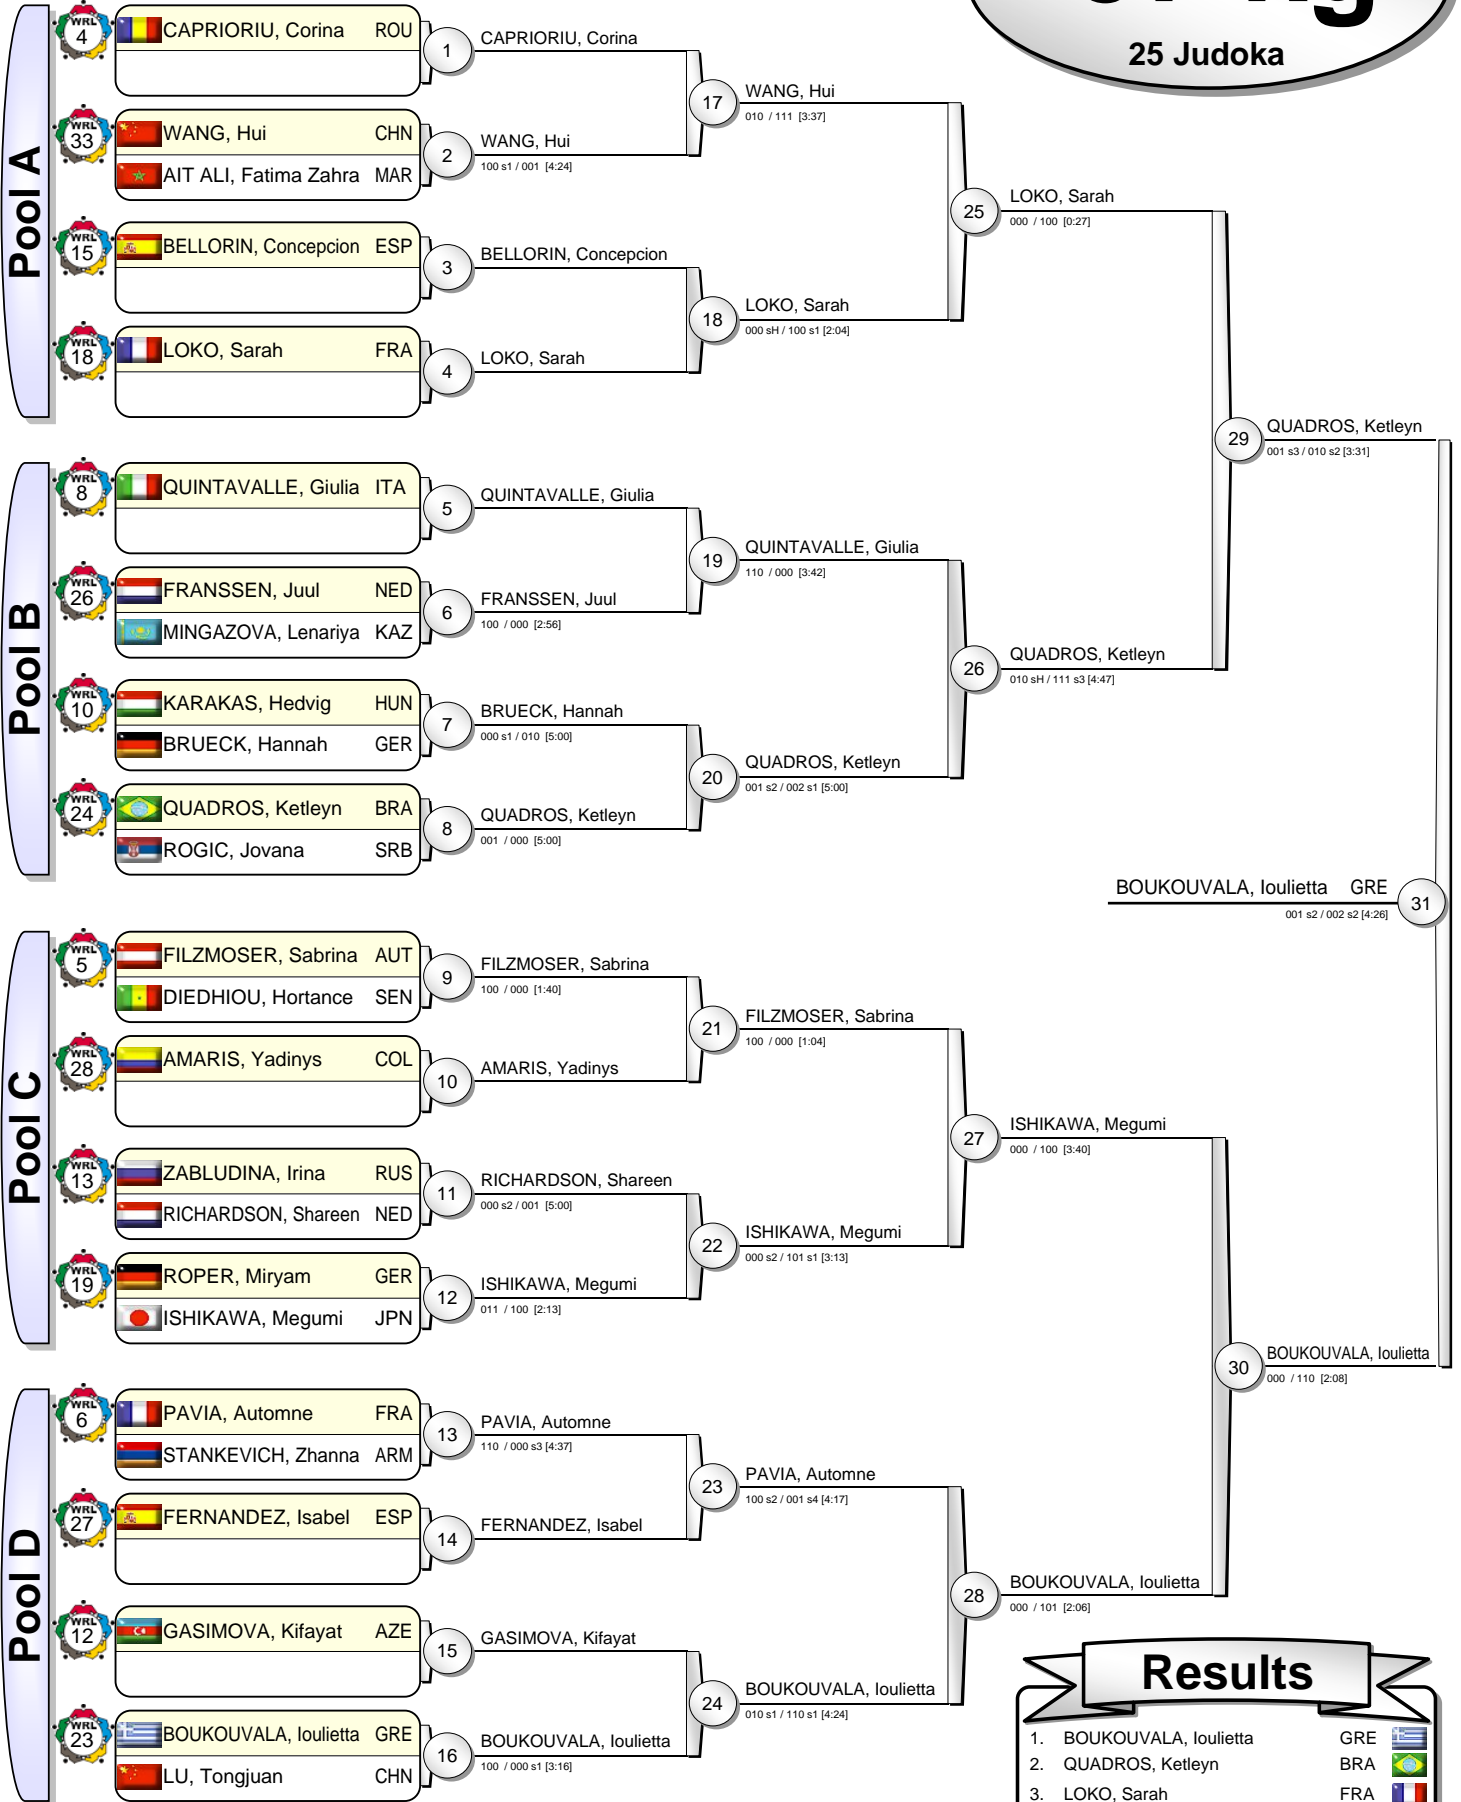 25 Judoka
Pool A
WRL 4 CAPRIORIU, Corina ROU
WRL 33 WANG, Hui CHN
AIT ALI, Fatima Zahra MAR
WRL 15 BELLORIN, Concepcion ESP
WRL 18 LOKO, Sarah FRA
1 CAPRIORIU, Corina
2 WANG, Hui
100 s1 / 001 [4:24]
3 BELLORIN, Concepcion
4 LOKO, Sarah
17 WANG, Hui
010 / 111 [3:37]
18 LOKO, Sarah
000 sH / 100 s1 [2:04]
25 LOKO, Sarah
000 / 100 [0:27]
Pool B
WRL 8 QUINTAVALLE, Giulia ITA
WRL 26 FRANSSEN, Juul NED
MINGAZOVA, Lenariya KAZ
WRL 10 KARAKAS, Hedvig HUN
BRUECK, Hannah GER
WRL 24 QUADROS, Ketleyn BRA
ROGIC, Jovana SRB
5 QUINTAVALLE, Giulia
6 FRANSSEN, Juul
100 / 000 [2:56]
7 BRUECK, Hannah
000 s1 / 010 [5:00]
8 QUADROS, Ketleyn
001 / 000 [5:00]
19 QUINTAVALLE, Giulia
110 / 000 [3:42]
20 QUADROS, Ketleyn
001 s2 / 002 s1 [5:00]
26 QUADROS, Ketleyn
010 sH / 111 s3 [4:47]
29 QUADROS, Ketleyn
001 s3 / 010 s2 [3:31]
BOUKOUVALA, Ioulietta GRE 31
001 s2 / 002 s2 [4:26]
Pool C
WRL 5 FILZMOSER, Sabrina AUT
DIEDHIOU, Hortance SEN
WRL 28 AMARIS, Yadinys COL
WRL 13 ZABLUDINA, Irina RUS
RICHARDSON, Shareen NED
WRL 19 ROPER, Miryam GER
ISHIKAWA, Megumi JPN
9 FILZMOSER, Sabrina
100 / 000 [1:40]
10 AMARIS, Yadinys
11 RICHARDSON, Shareen
000 s2 / 001 [5:00]
12 ISHIKAWA, Megumi
011 / 100 [2:13]
21 FILZMOSER, Sabrina
100 / 000 [1:04]
22 ISHIKAWA, Megumi
000 s2 / 101 s1 [3:13]
27 ISHIKAWA, Megumi
000 / 100 [3:40]
30 BOUKOUVALA, Ioulietta
000 / 110 [2:08]
Pool D
WRL 6 PAVIA, Automne FRA
STANKEVICH, Zhanna ARM
WRL 27 FERNANDEZ, Isabel ESP
WRL 12 GASIMOVA, Kifayat AZE
WRL 23 BOUKOUVALA, Ioulietta GRE
LU, Tongjuan CHN
13 PAVIA, Automne
110 / 000 s3 [4:37]
14 FERNANDEZ, Isabel
15 GASIMOVA, Kifayat
16 BOUKOUVALA, Ioulietta
100 / 000 s1 [3:16]
23 PAVIA, Automne
100 s2 / 001 s4 [4:17]
24 BOUKOUVALA, Ioulietta
010 s1 / 110 s1 [4:24]
28 BOUKOUVALA, Ioulietta
000 / 101 [2:06]
Results
1. BOUKOUVALA, Ioulietta GRE
2. QUADROS, Ketleyn BRA
3. LOKO, Sarah FRA